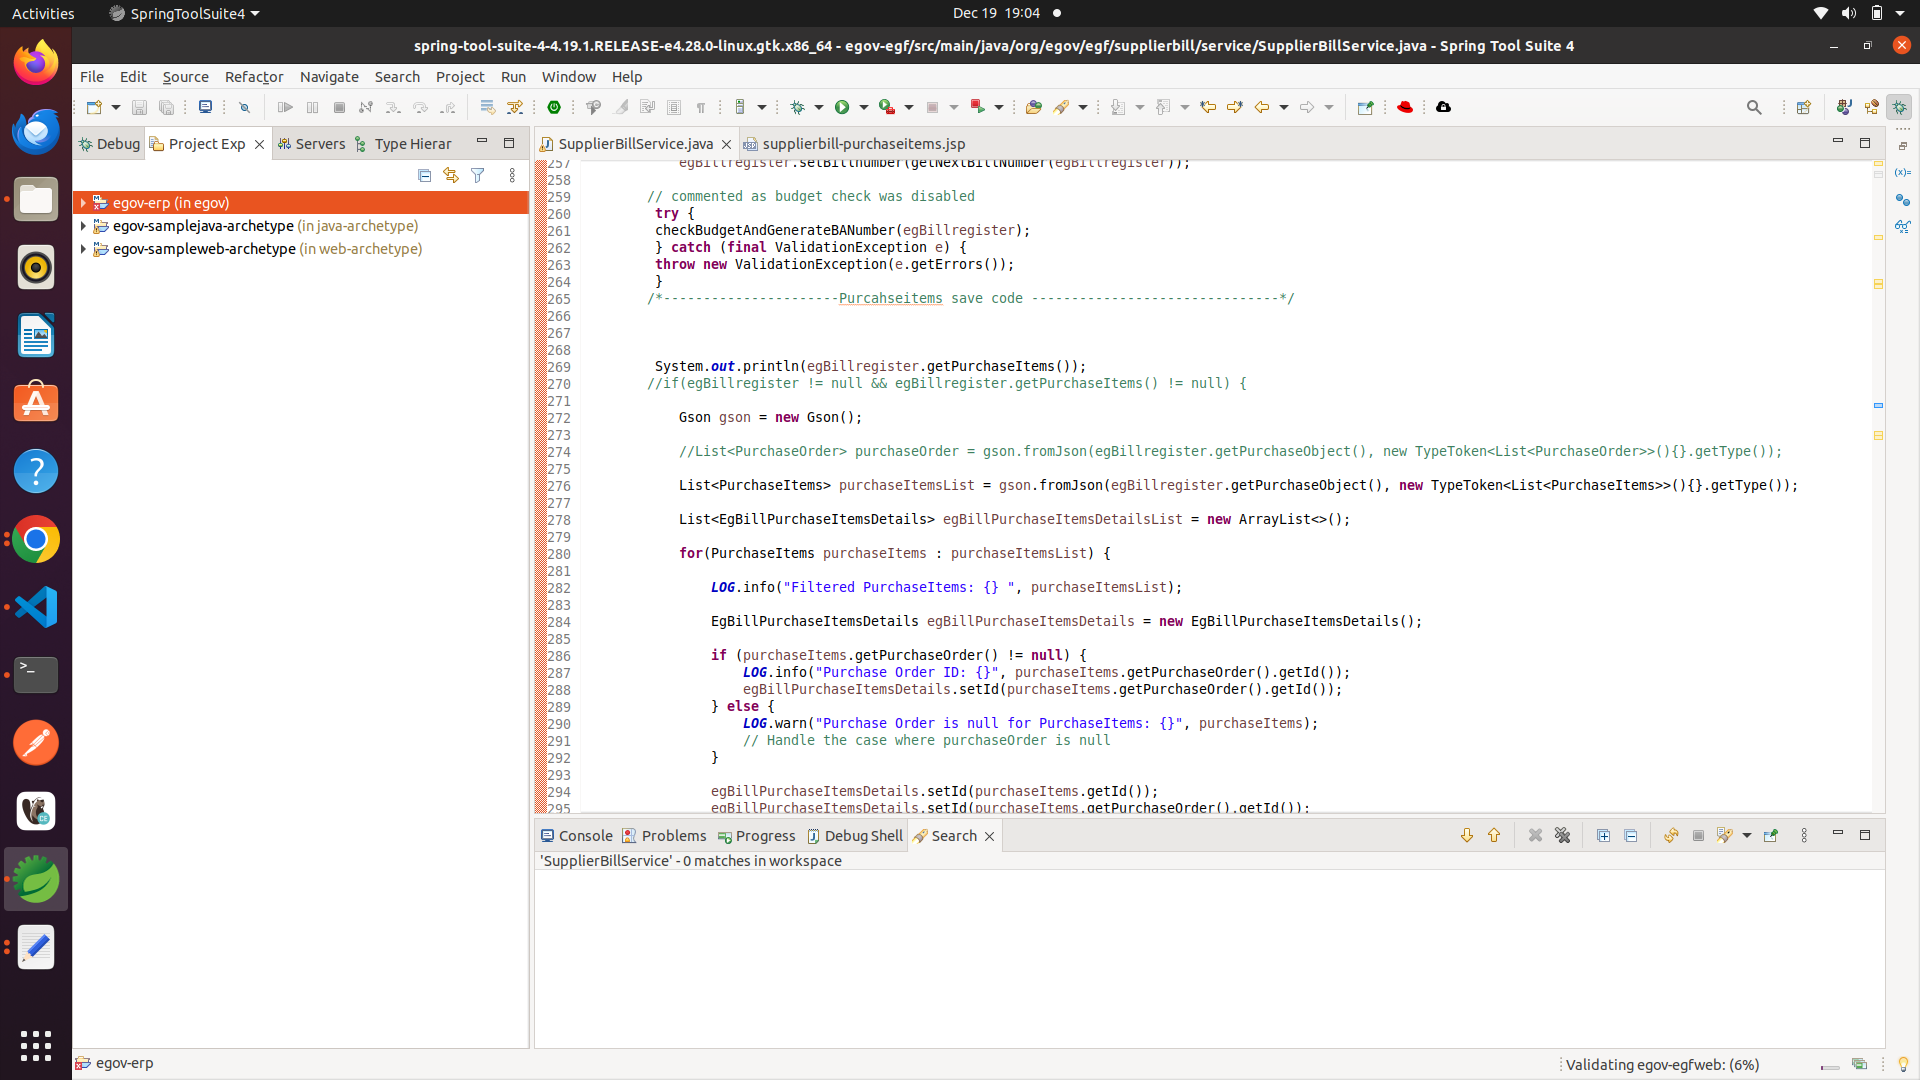 Activities
SpringToolSuite4
Dec 19 19:04
spring-tool-suite-4-4.19.1.RELEASE-e4.28.0-linux.gtk.x86_64 - egov-egf/src/main/java/org/egov/egf/supplierbill/service/SupplierBillService.java - Spring Tool Suite 4
File Edit Source Refactor Navigate Search Project Run Window Help
Debug Project Exp Servers Type Hierar
egov-erp (in egov)
egov-samplejava-archetype (in java-archetype)
egov-sampleweb-archetype (in web-archetype)
SupplierBillService.java supplierbill-purchaseitems.jsp
257 egBillregister.setBillnumber(getNextBillNumber(egBillregister));
258
259 // commented as budget check was disabled
260 try {
261 checkBudgetAndGenerateBANumber(egBillregister);
262 } catch (final ValidationException e) {
263 throw new ValidationException(e.getErrors());
264 }
265 /*----------------------Purcahseitems save code -------------------------------*/
266
267
268
269 System.out.println(egBillregister.getPurchaseItems());
270 //if(egBillregister != null && egBillregister.getPurchaseItems() != null) {
271
272 Gson gson = new Gson();
273
274 //List<PurchaseOrder> purchaseOrder = gson.fromJson(egBillregister.getPurchaseObject(), new TypeToken<List<PurchaseOrder>>(){}.getType());
275
276 List<PurchaseItems> purchaseItemsList = gson.fromJson(egBillregister.getPurchaseObject(), new TypeToken<List<PurchaseItems>>(){}.getType());
277
278 List<EgBillPurchaseItemsDetails> egBillPurchaseItemsDetailsList = new ArrayList<>();
279
280 for(PurchaseItems purchaseItems : purchaseItemsList) {
281
282 LOG.info("Filtered PurchaseItems: {} ", purchaseItemsList);
283
284 EgBillPurchaseItemsDetails egBillPurchaseItemsDetails = new EgBillPurchaseItemsDetails();
285
286 if (purchaseItems.getPurchaseOrder() != null) {
287 LOG.info("Purchase Order ID: {}", purchaseItems.getPurchaseOrder().getId());
288 egBillPurchaseItemsDetails.setId(purchaseItems.getPurchaseOrder().getId());
289 } else {
290 LOG.warn("Purchase Order is null for PurchaseItems: {}", purchaseItems);
291 // Handle the case where purchaseOrder is null
292 }
293
294 egBillPurchaseItemsDetails.setId(purchaseItems.getId());
295 egBillPurchaseItemsDetails.setId(purchaseItems.getPurchaseOrder().getId());
Console Problems Progress Debug Shell Search
'SupplierBillService' - 0 matches in workspace
egov-erp
Validating egov-egfweb: (6%)